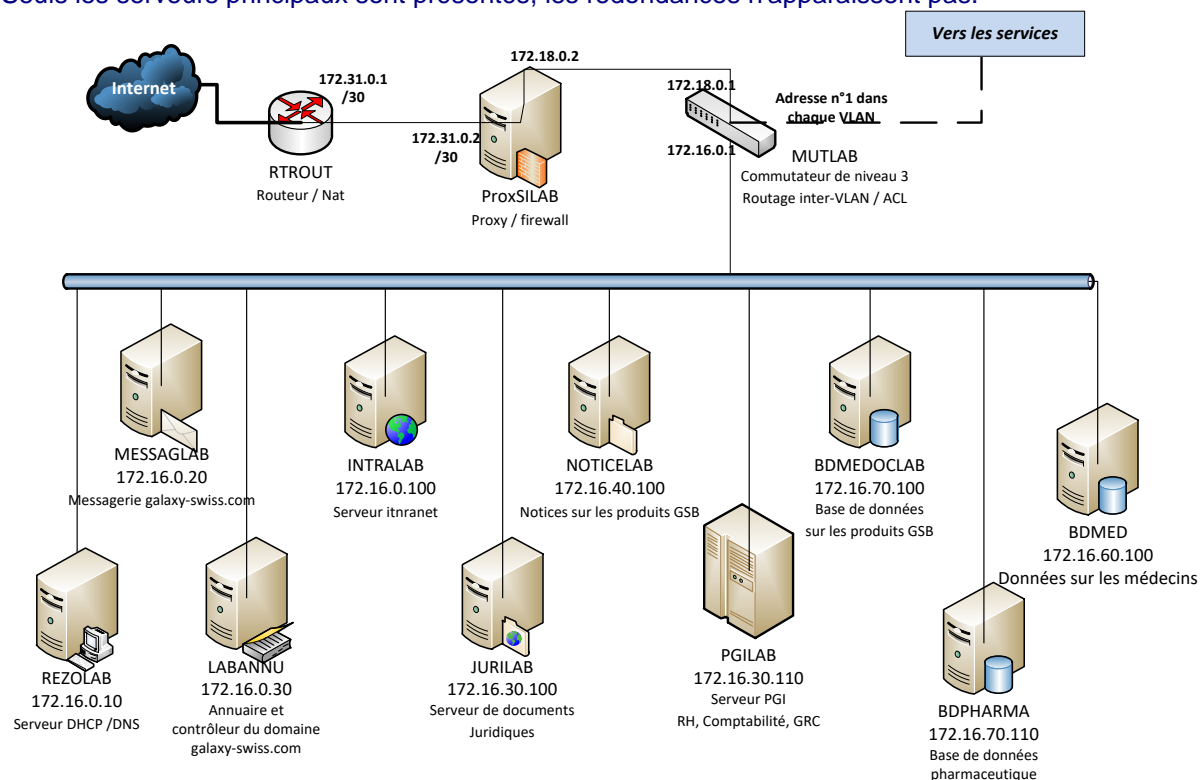 Seuls les serveurs principaux sont présentés, les redondances n'apparaissent pas.
Vers les services
Internet
172.31.0.1
/30
172.18.0.2
172.18.0.1
Adresse n°1 dans
chaque VLAN
172.31.0.2
/30
172.16.0.1
RTROUT
Routeur / Nat
ProxSILAB
Proxy / firewall
MUTLAB
Commutateur de niveau 3
Routage inter-VLAN / ACL
MESSAGLAB
172.16.0.20
Messagerie galaxy-swiss.com
INTRALAB
172.16.0.100
Serveur itnranet
NOTICELAB
172.16.40.100
Notices sur les produits GSB
BDMEDOCLAB
172.16.70.100
Base de données
sur les produits GSB
BDMED
172.16.60.100
Données sur les médecins
REZOLAB
172.16.0.10
Serveur DHCP /DNS
LABANNU
172.16.0.30
Annuaire et
contrôleur du domaine
galaxy-swiss.com
JURILAB
172.16.30.100
Serveur de documents
Juridiques
PGILAB
172.16.30.110
Serveur PGI
RH, Comptabilité, GRC
BDPHARMA
172.16.70.110
Base de données
pharmaceutique